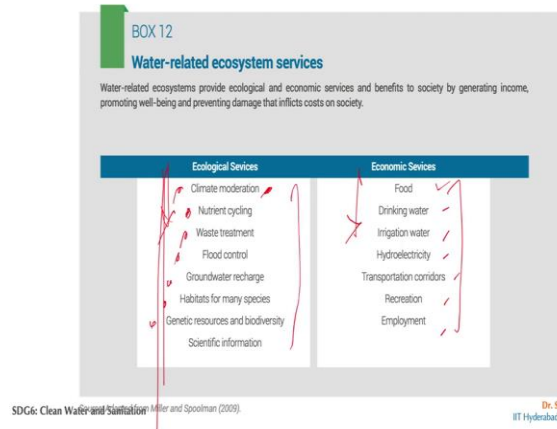 BOX 12
Water-related ecosystem services
Water-related ecosystems provide ecological and economic services and benefits to society by generating income,
promoting well-being and preventing damage that inflicts costs on society.
Ecological Sevices
Climate moderation
Nutrient cycling
Waste treatment
Flood control
Groundwater recharge
Habitats for many species
Genetic resources and biodiversity
Scientific information
Economic Sevices
Food
Drinking water
Irrigation water
Hydroelectricity
Transportation corridors
Recreation
Employment
SDG6: Clean Water and Sanitation
Miller and Spoolman (2009).
Dr. S
IIT Hyderabad